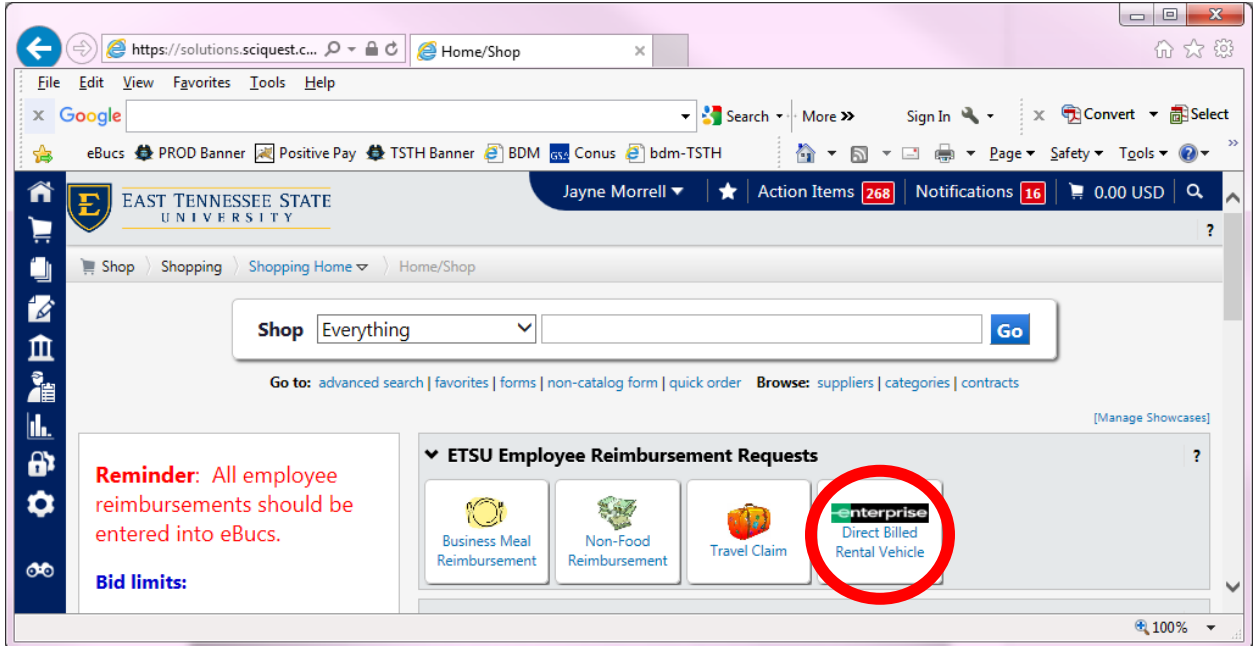 https://solutions.sciquest.c...
Home/Shop
File Edit View Favorites Tools Help
x Google Search More » Sign In x Convert Select
eBucs PROD Banner Positive Pay TSTH Banner BDM GSA Conus bdm-TSTH Page Safety Tools
E EAST TENNESSEE STATE
UNIVERSITY
Jayne Morrell Action Items 268 Notifications 16 0.00 USD
?
Shop Shopping Shopping Home Home/Shop
Shop Everything Go
Go to: advanced search | favorites | forms | non-catalog form | quick order Browse: suppliers | categories | contracts
[Manage Showcases]
Reminder: All employee
reimbursements should be
entered into eBucs.
Bid limits:
ETSU Employee Reimbursement Requests ?
Business Meal
Reimbursement
Non-Food
Reimbursement
Travel Claim
enterprise
Direct Billed
Rental Vehicle
100%